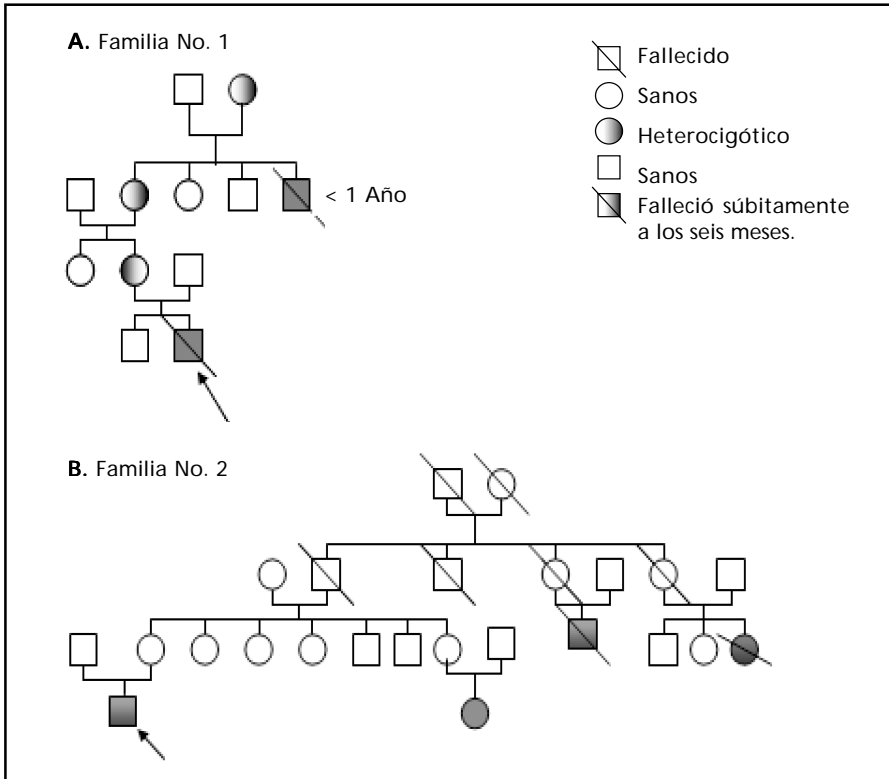 A. Familia No. 1
Fallecido
Sanos
Heterocigótico
Sanos
Falleció súbitamente
a los seis meses.
< 1 Año
B. Familia No. 2